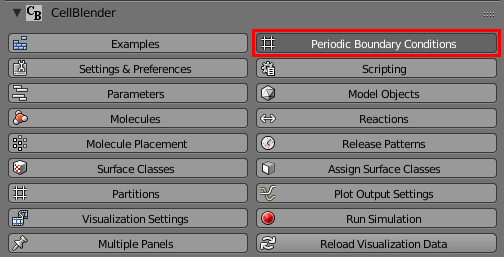 CB CellBlender
Examples
Periodic Boundary Conditions
Settings & Preferences
Scripting
Parameters
Model Objects
Molecules
Reactions
Molecule Placement
Release Patterns
Surface Classes
Assign Surface Classes
Partitions
Plot Output Settings
Visualization Settings
Run Simulation
Multiple Panels
Reload Visualization Data